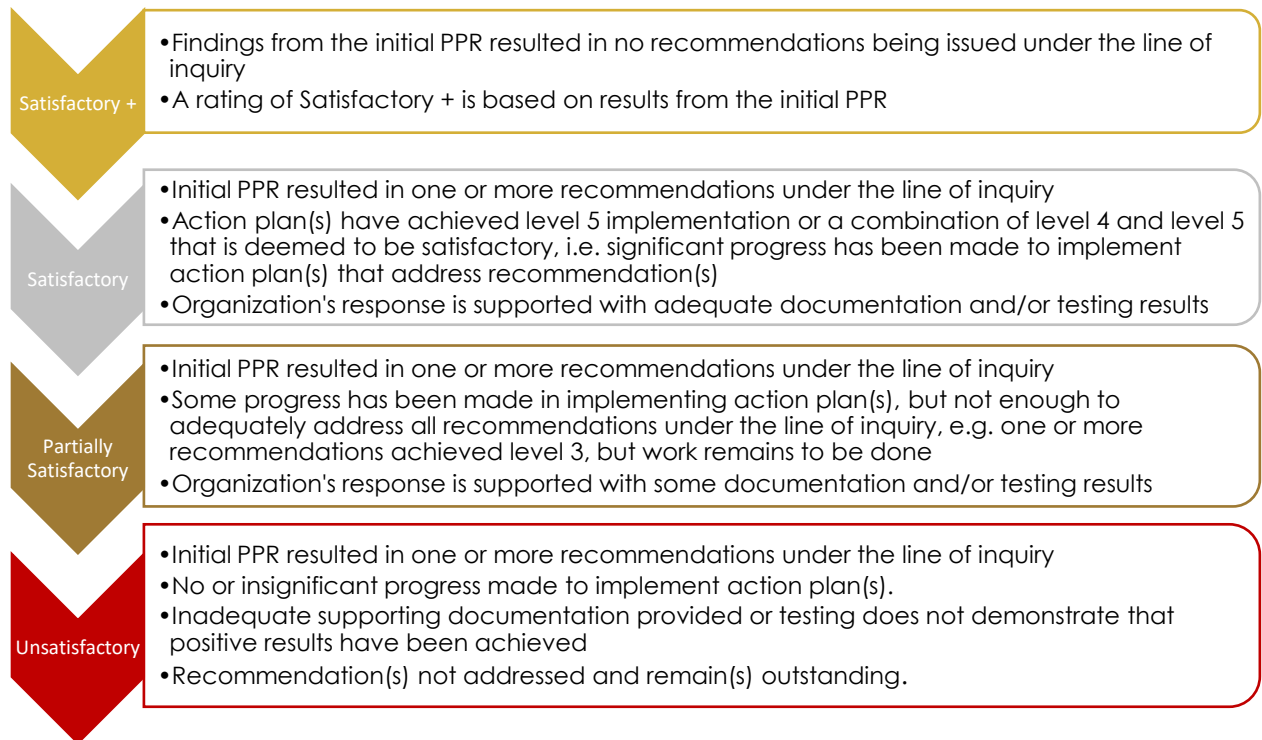 Satisfactory +
•Findings from the initial PPR resulted in no recommendations being issued under the line of
inquiry
•A rating of Satisfactory + is based on results from the initial PPR
Satisfactory
•Initial PPR resulted in one or more recommendations under the line of inquiry
•Action plan(s) have achieved level 5 implementation or a combination of level 4 and level 5
that is deemed to be satisfactory, i.e. significant progress has been made to implement
action plan(s) that address recommendation(s)
•Organization's response is supported with adequate documentation and/or testing results
Partially
Satisfactory
•Initial PPR resulted in one or more recommendations under the line of inquiry
•Some progress has been made in implementing action plan(s), but not enough to
adequately address all recommendations under the line of inquiry, e.g. one or more
recommendations achieved level 3, but work remains to be done
•Organization's response is supported with some documentation and/or testing results
Unsatisfactory
•Initial PPR resulted in one or more recommendations under the line of inquiry
•No or insignificant progress made to implement action plan(s).
•Inadequate supporting documentation provided or testing does not demonstrate that
positive results have been achieved
•Recommendation(s) not addressed and remain(s) outstanding.